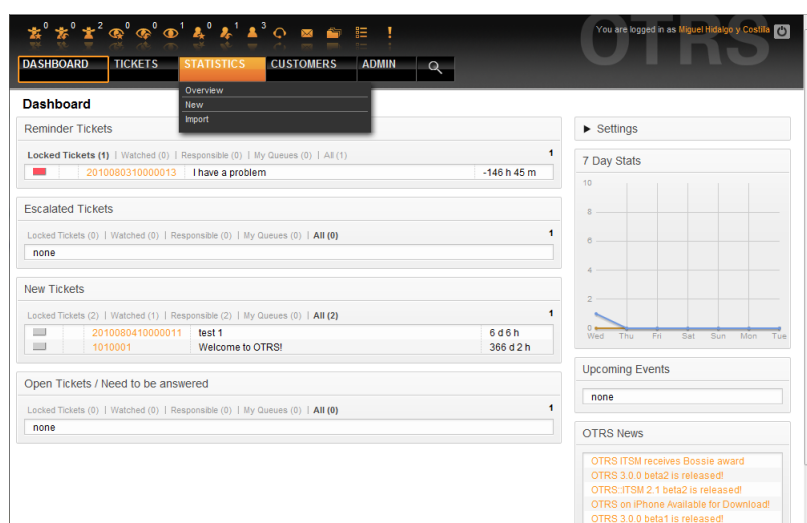 0 0 2 0 0 1 0 1 3
You are logged in as Miguel Hidalgo y Costilla
OTRS
DASHBOARD TICKETS STATISTICS CUSTOMERS ADMIN
Overview
New
Import
Dashboard
Reminder Tickets
Locked Tickets (1) | Watched (0) | Responsible (0) | My Queues (0) | All (1) 1
2010080310000013 I have a problem -146 h 45 m
Escalated Tickets
Locked Tickets (0) | Watched (0) | Responsible (0) | My Queues (0) | All (0) 1
none
New Tickets
Locked Tickets (2) | Watched (1) | Responsible (2) | My Queues (0) | All (2) 1
2010080410000011 test 1 6 d 6 h
1010001 Welcome to OTRS! 366 d 2 h
Open Tickets / Need to be answered
Locked Tickets (0) | Watched (0) | Responsible (0) | My Queues (0) | All (0) 1
none
Settings
7 Day Stats
10
8
6
4
2
0
Wed Thu Fri Sat Sun Mon Tue
Upcoming Events
none
OTRS News
OTRS ITSM receives Bossie award
OTRS 3.0.0 beta2 is released!
OTRS::ITSM 2.1 beta2 is released!
OTRS on iPhone Available for Download!
OTRS 3.0.0 beta1 is released!